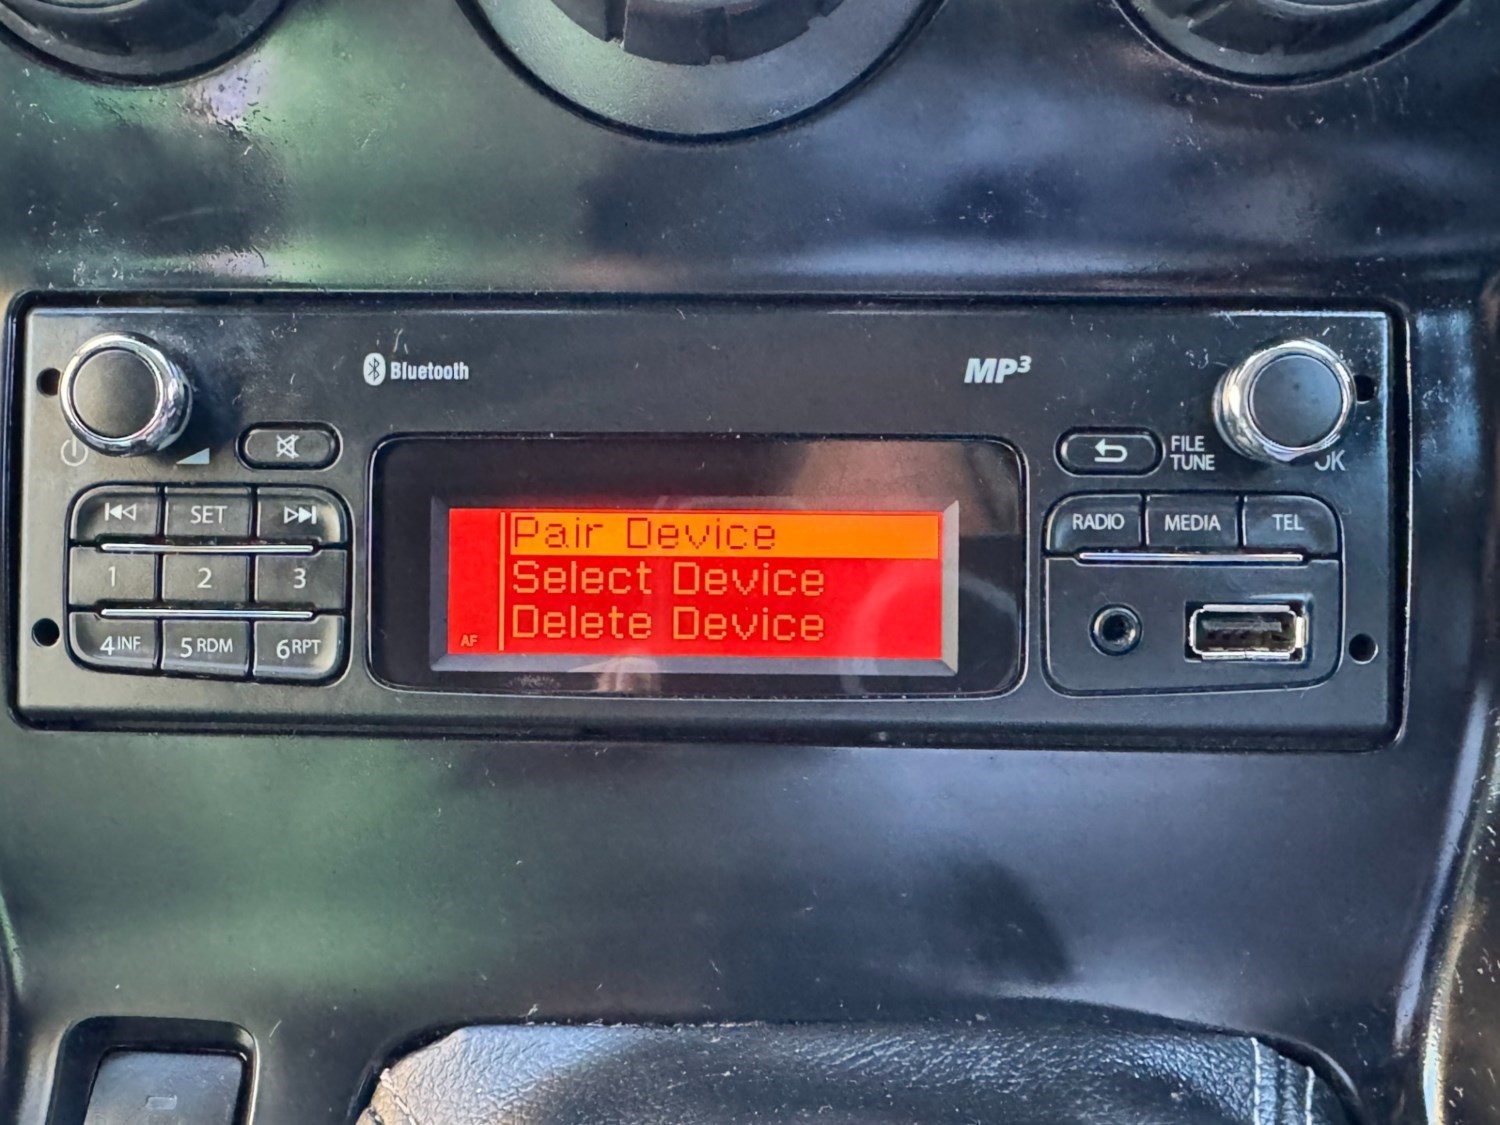 Bluetooth
MP3
FILE
TUNE
OK
SET
1 2 3
4INF 5RDM 6RPT
Pair Device
Select Device
Delete Device
AF
RADIO MEDIA TEL